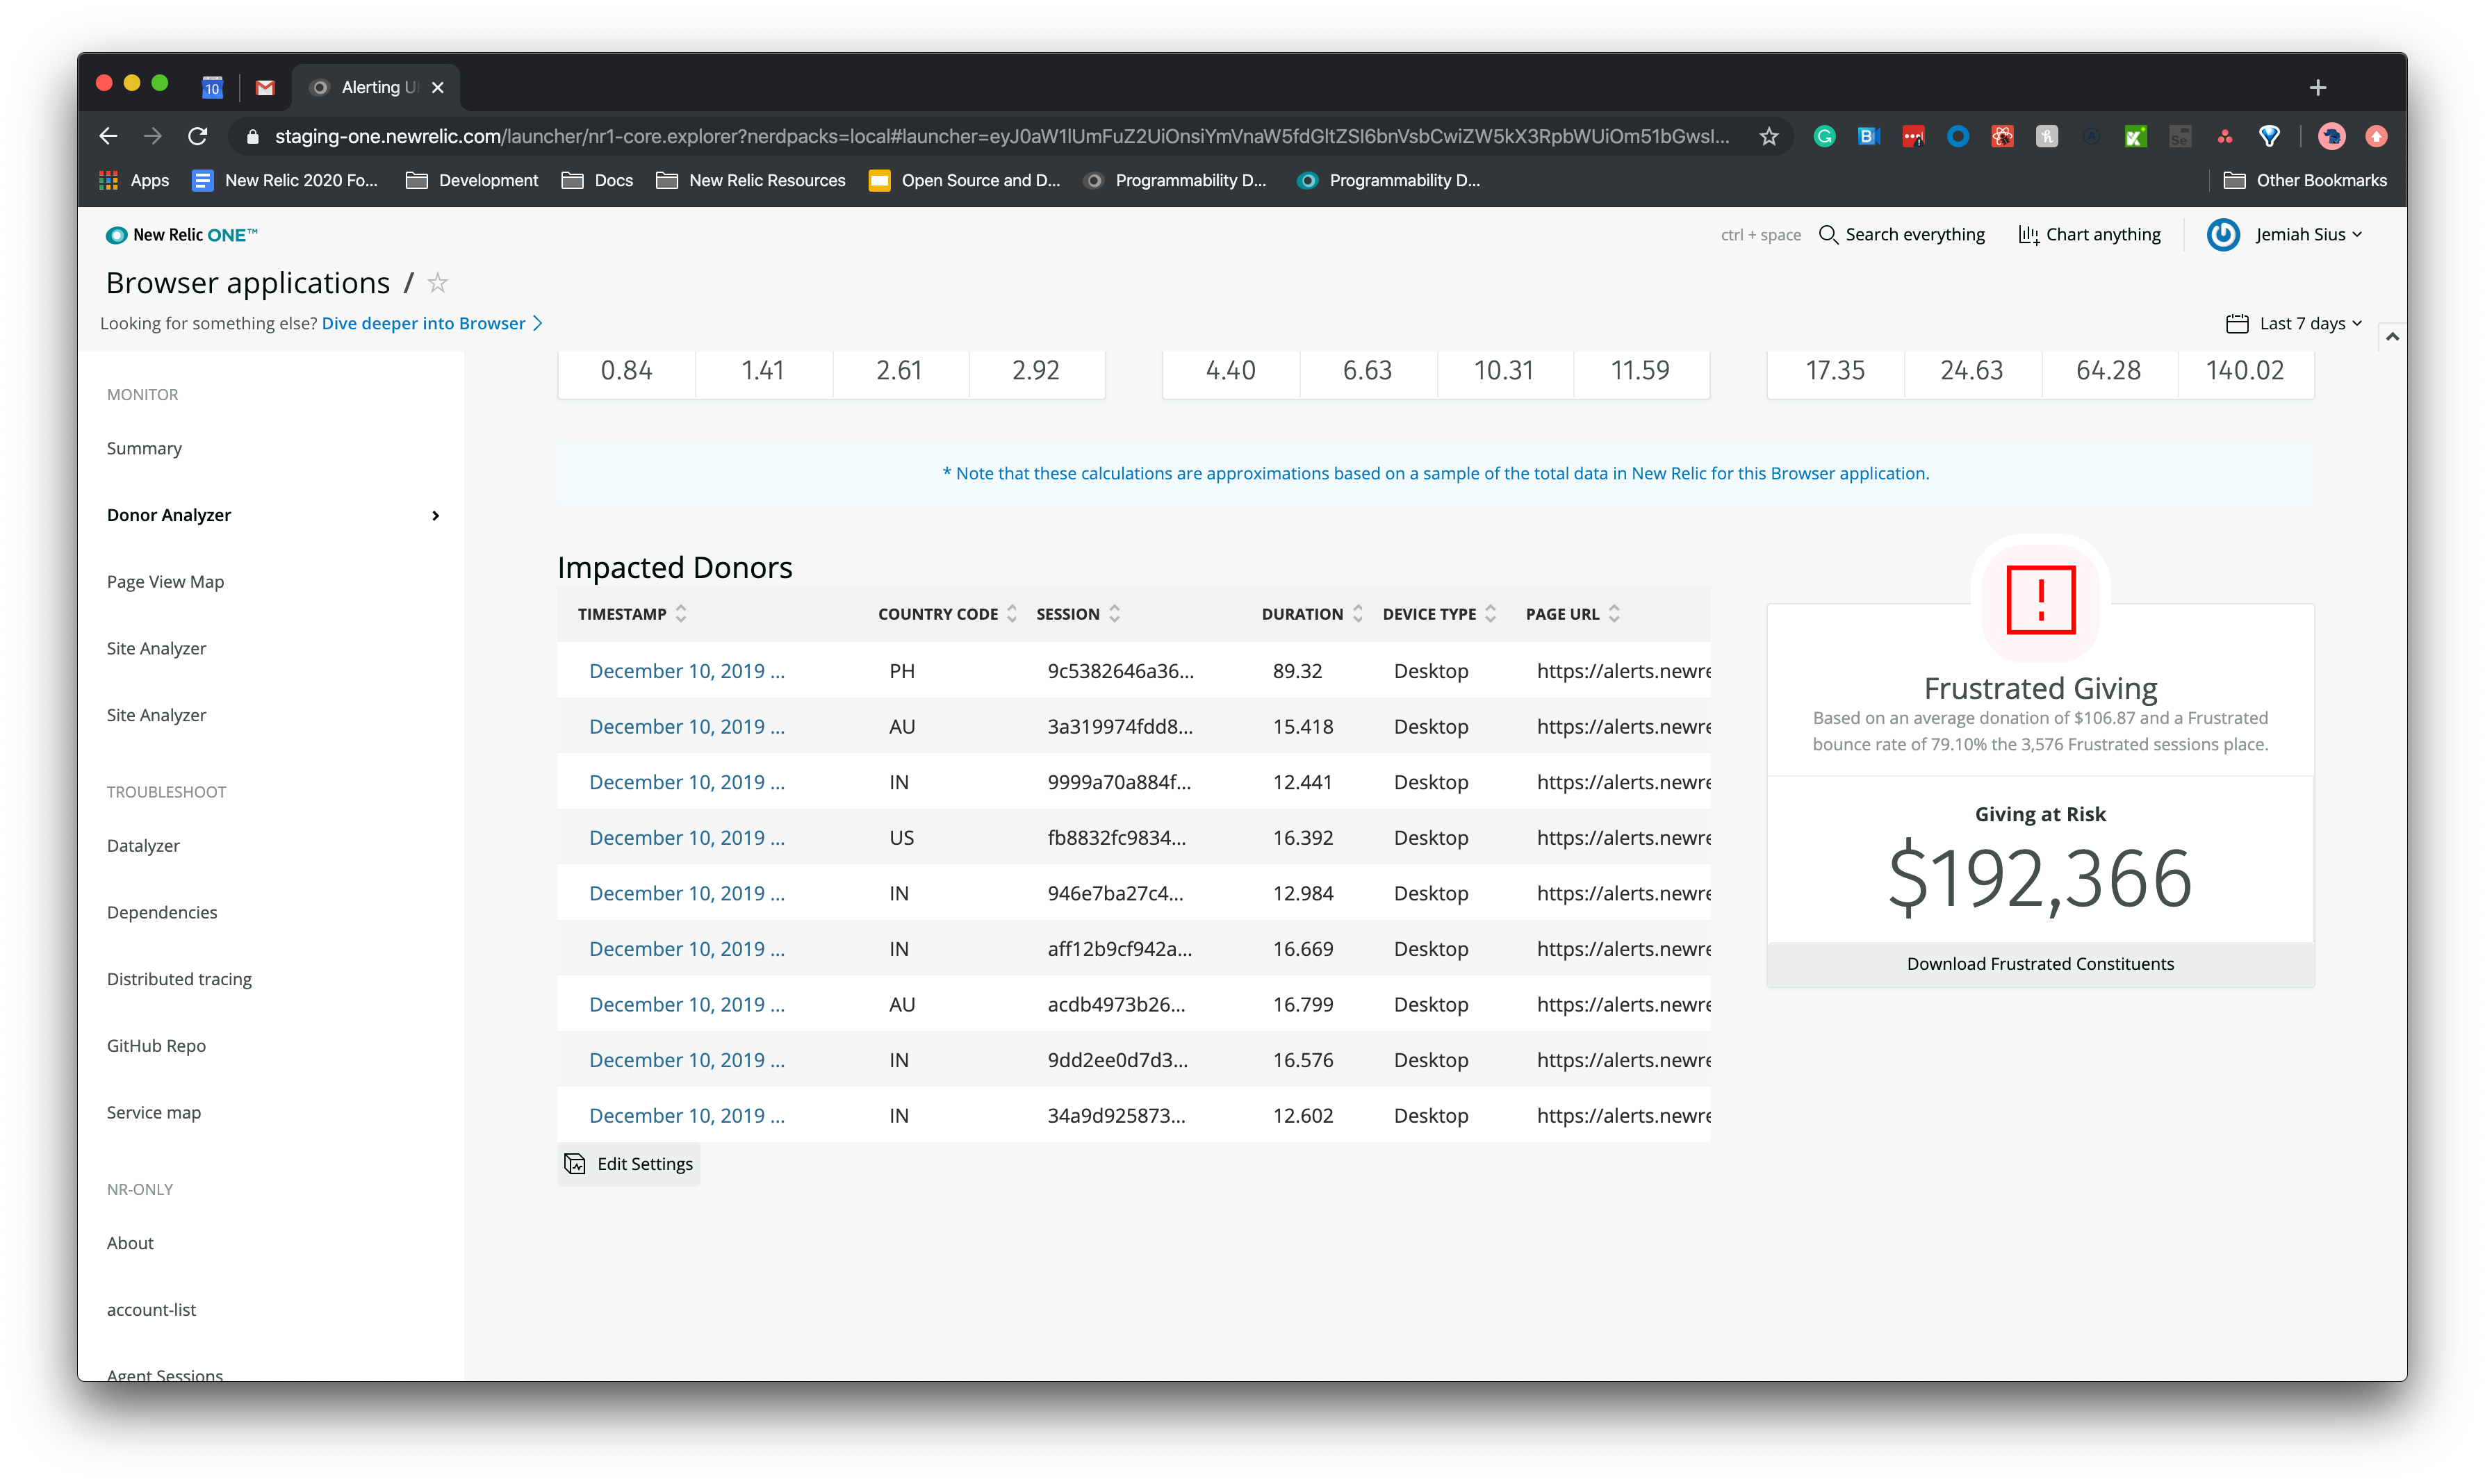 10 Alerting U
staging-one.newrelic.com/launcher/nr1-core.explorer?nerdpacks=local#launcher=eyJ0aW1lUmFuZ2UiOnsiYmVnaW5fdGltZSI6bnVsbCwiZW5kX3RpbWUiOm51bGwsI...
Apps New Relic 2020 Fo... Development Docs New Relic Resources Open Source and D... Programmability D... Programmability D... Other Bookmarks
New Relic ONE™ ctrl + space Search everything Chart anything Jemiah Sius
Browser applications /
Looking for something else? Dive deeper into Browser Last 7 days
0.84 1.41 2.61 2.92 4.40 6.63 10.31 11.59 17.35 24.63 64.28 140.02
* Note that these calculations are approximations based on a sample of the total data in New Relic for this Browser application.
MONITOR
Summary
Donor Analyzer
Page View Map
Site Analyzer
Site Analyzer
TROUBLESHOOT
Datalyzer
Dependencies
Distributed tracing
GitHub Repo
Service map
NR-ONLY
About
account-list
Agent Sessions
Impacted Donors
TIMESTAMP COUNTRY CODE SESSION DURATION DEVICE TYPE PAGE URL
December 10, 2019 ... PH 9c5382646a36... 89.32 Desktop https://alerts.newre
December 10, 2019 ... AU 3a319974fdd8... 15.418 Desktop https://alerts.newre
December 10, 2019 ... IN 9999a70a884f... 12.441 Desktop https://alerts.newre
December 10, 2019 ... US fb8832fc9834... 16.392 Desktop https://alerts.newre
December 10, 2019 ... IN 946e7ba27c4... 12.984 Desktop https://alerts.newre
December 10, 2019 ... IN aff12b9cf942a... 16.669 Desktop https://alerts.newre
December 10, 2019 ... AU acdb4973b26... 16.799 Desktop https://alerts.newre
December 10, 2019 ... IN 9dd2ee0d7d3... 16.576 Desktop https://alerts.newre
December 10, 2019 ... IN 34a9d925873... 12.602 Desktop https://alerts.newre
Edit Settings
Frustrated Giving
Based on an average donation of $106.87 and a Frustrated
bounce rate of 79.10% the 3,576 Frustrated sessions place.
Giving at Risk
$192,366
Download Frustrated Constituents